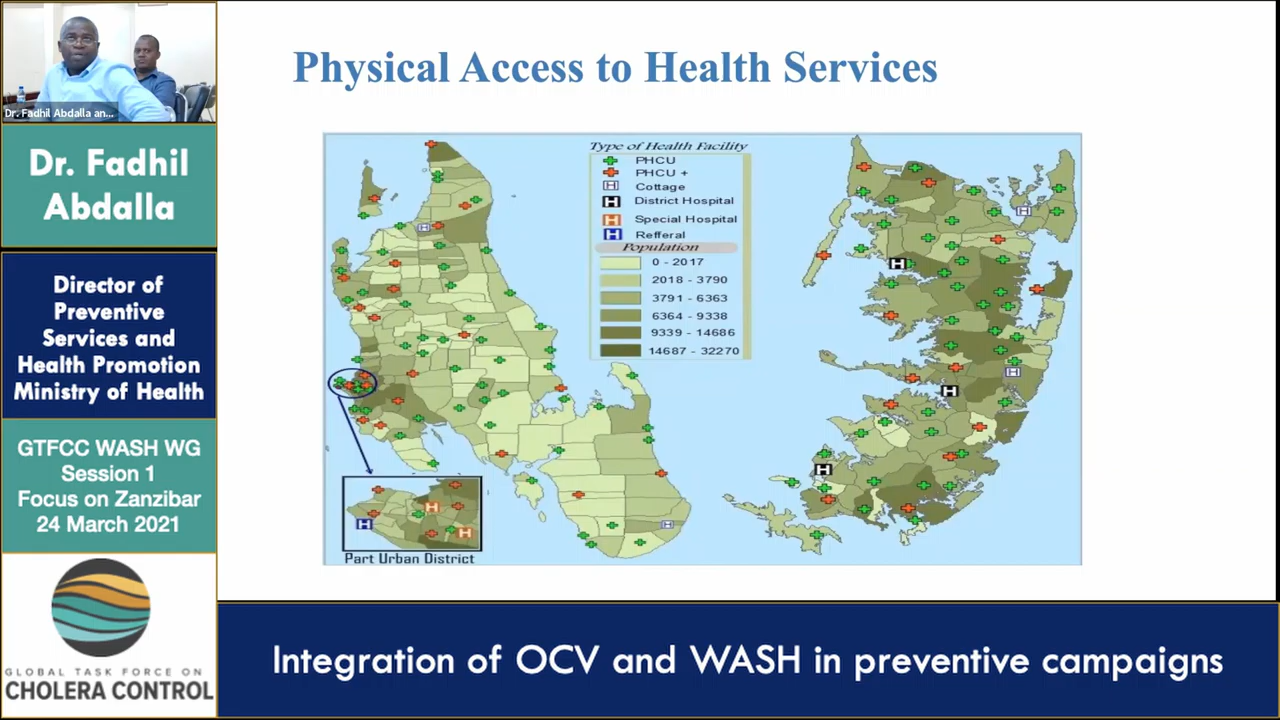 Dr. Fadhil Abdalla an...
Dr. Fadhil
Abdalla
Director of
Preventive
Services and
Health Promotion
Ministry of Health
GTFCC WASH WG
Session 1
Focus on Zanzibar
24 March 2021
GLOBAL TASK FORCE ON
CHOLERA CONTROL
Physical Access to Health Services
Type of Health Facility
PHCU
PHCU +
H Cottage
H District Hospital
H Special Hospital
H Refferal
Population
0 - 2017
2018 - 3790
3791 - 6363
6364 - 9338
9339 - 14686
14687 - 32270
H
H
H
H
H
H
H
H
H
H
Part Urban District
Integration of OCV and WASH in preventive campaigns